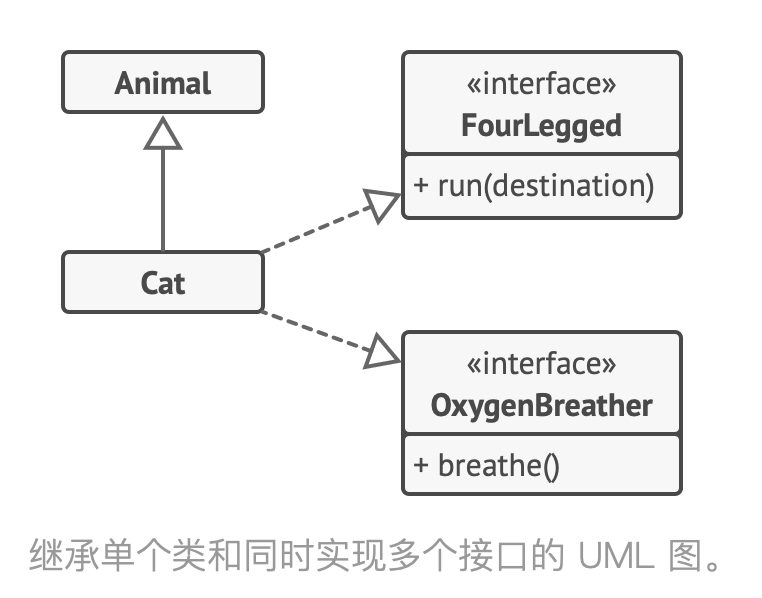 Animal
«interface»
FourLegged
+ run(destination)
Cat
«interface»
OxygenBreather
+ breathe()
继承单个类和同时实现多个接口的 UML 图。